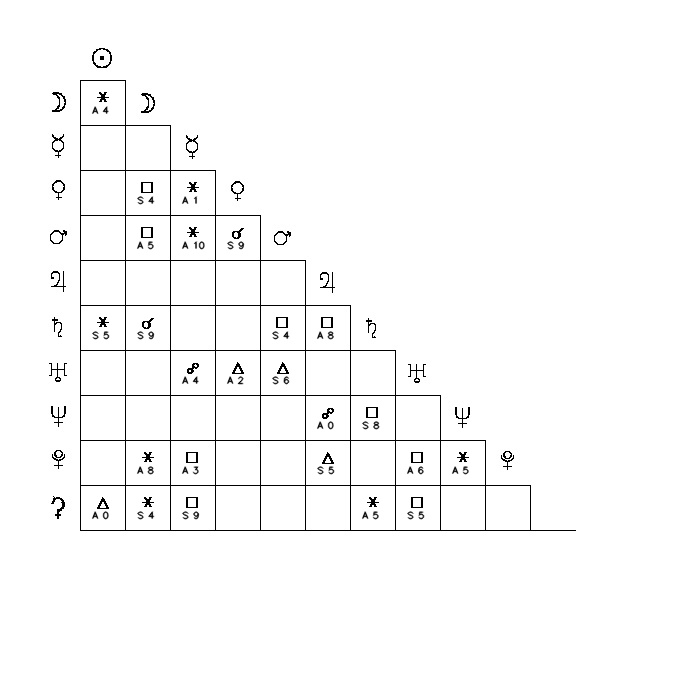 ☉
☽ ⚹ A 4 ☽
☿ ☿
♀ □ S 4 ⚹ A 1 ♀
♂ □ A 5 ⚹ A 10 ☌ S 9 ♂
♃ ♃
♄ ⚹ S 5 ☌ S 9 □ S 4 □ A 8 ♄
♅ ☍ A 4 △ A 2 △ S 6 ♅
♆ ☍ A 0 □ S 8 ♆
♇ ⚹ A 8 □ A 3 △ S 5 □ A 6 ⚹ A 5 ♇
⚳ △ A 0 ⚹ S 4 □ S 9 ⚹ A 5 □ S 5